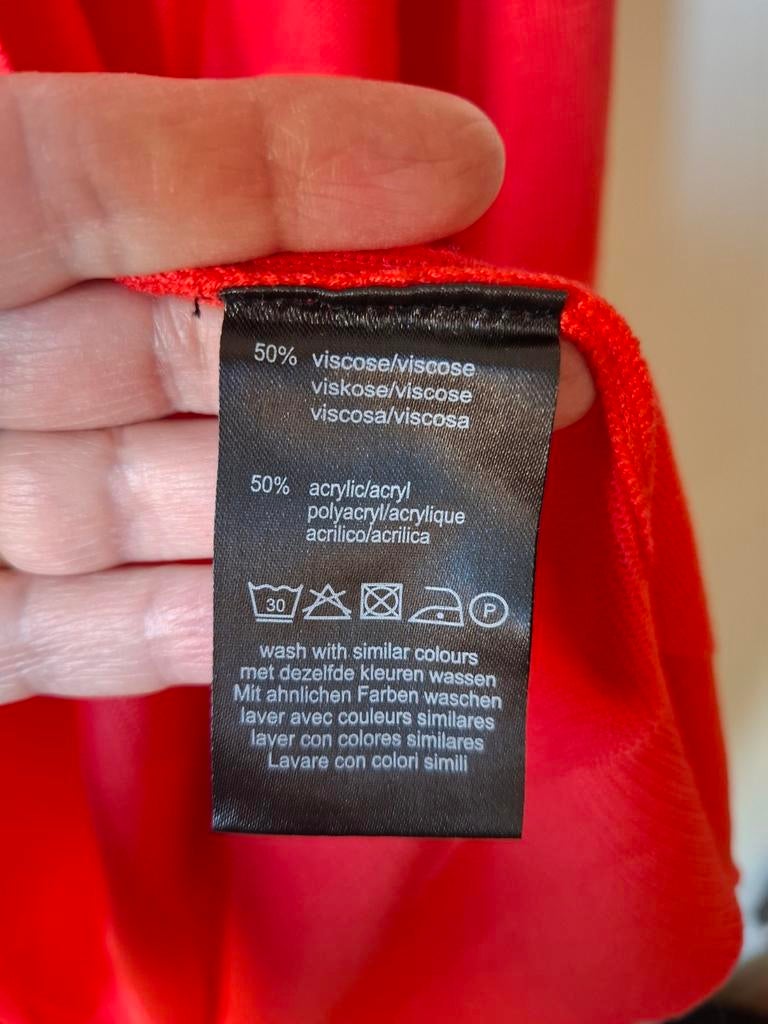 50% viscose/viscose
viskose/viscose
viscosa/viscosa
50% acrylic/acryl
polyacryl/acrylique
acrilico/acrilica
30 P
wash with similar colours
met dezelfde kleuren wassen
Mit ahnlichen Farben waschen
laver avec couleurs similares
laver con colores similares
Lavare con colori simili